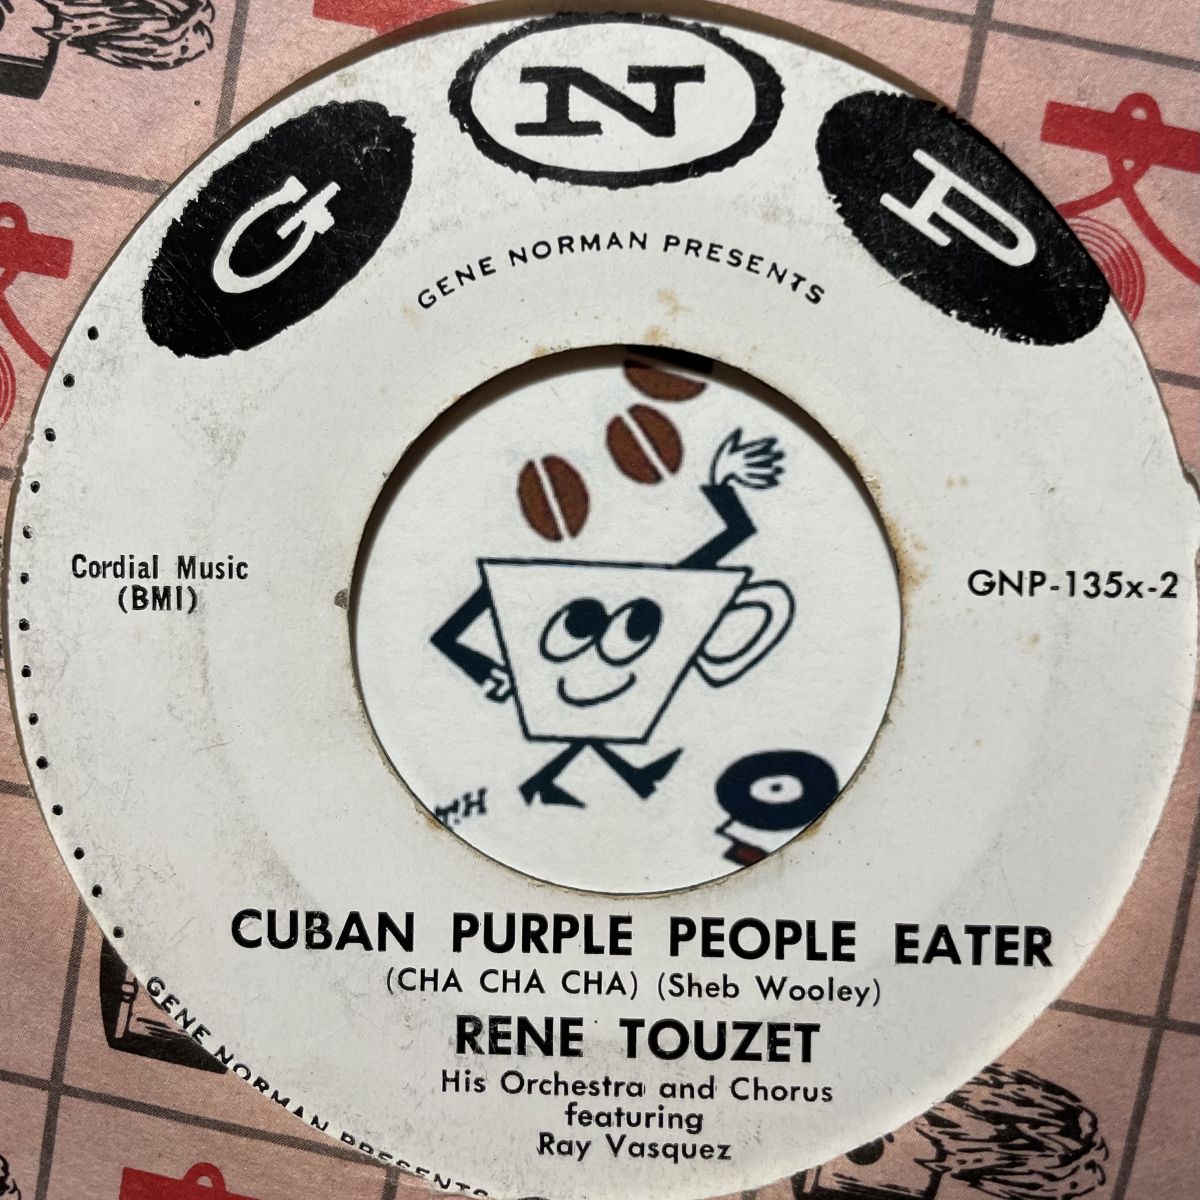 G N P
GENE NORMAN PRESENTS
Cordial Music
(BMI)
GNP-135x-2
T.H
CUBAN PURPLE PEOPLE EATER
(CHA CHA CHA) (Sheb Wooley)
RENE TOUZET
His Orchestra and Chorus
featuring
Ray Vasquez
GENE NORMAN PRESENTS